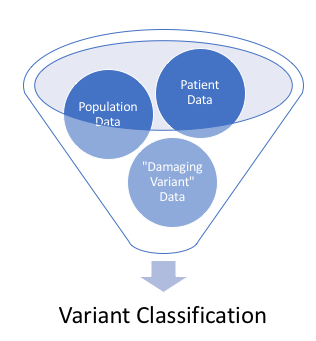 Population
Data
Patient
Data
"Damaging
Variant"
Data
Variant Classification